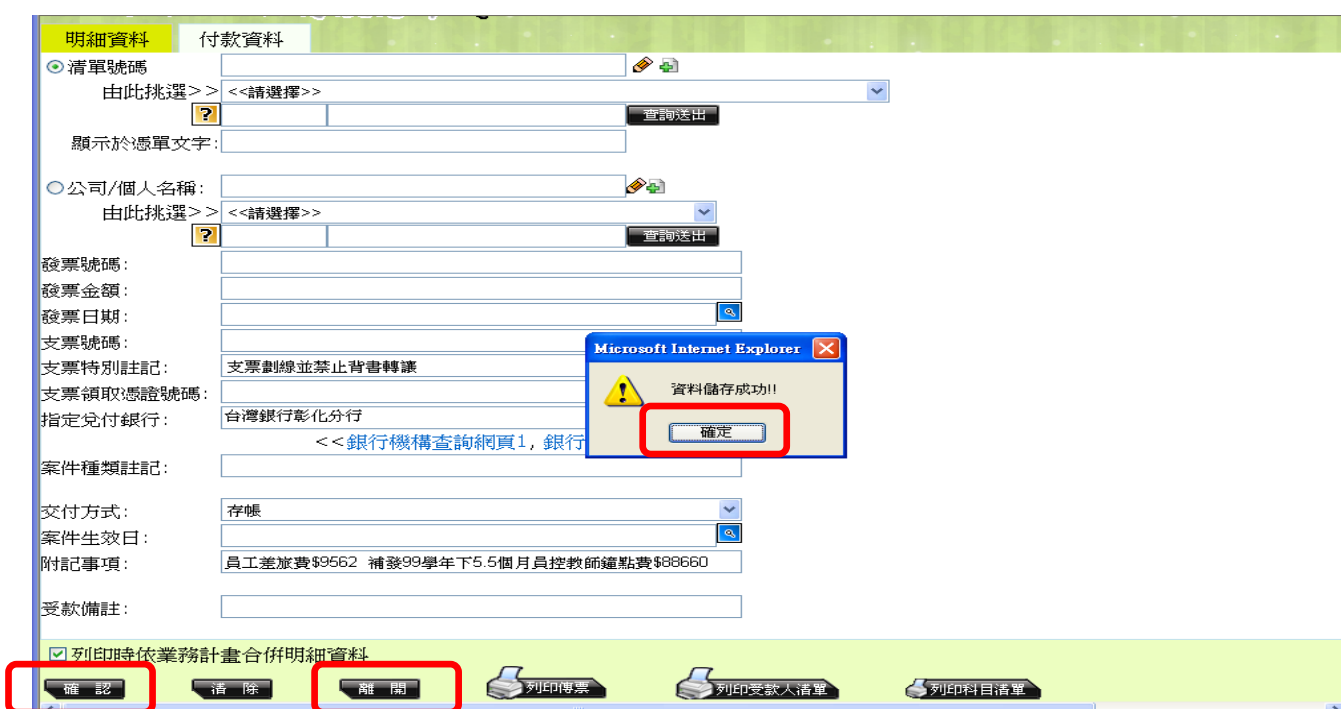 明細資料 付款資料
清單號碼
由此挑選>> <<請選擇>>
? 查詢送出
顯示於憑單文字:
公司/個人名稱:
由此挑選>> <<請選擇>>
? 查詢送出
發票號碼:
發票金額:
發票日期:
支票號碼:
Microsoft Internet Explorer
支票特別註記: 支票劃線並禁止背書轉讓
資料儲存成功!!
支票領取憑證號碼:
指定兌付銀行: 台灣銀行彰化分行
確定
<<銀行機構查詢網頁1, 銀行
案件種類註記:
交付方式: 存帳
案件生效日:
附記事項: 員工差旅費$9562 補發99學年下5.5個月員控教師鐘點費$88660
受款備註:
列印時依業務計畫合併明細資料
確 認 清 除 離 開 列印傳票 列印受款人清單 列印科目清單